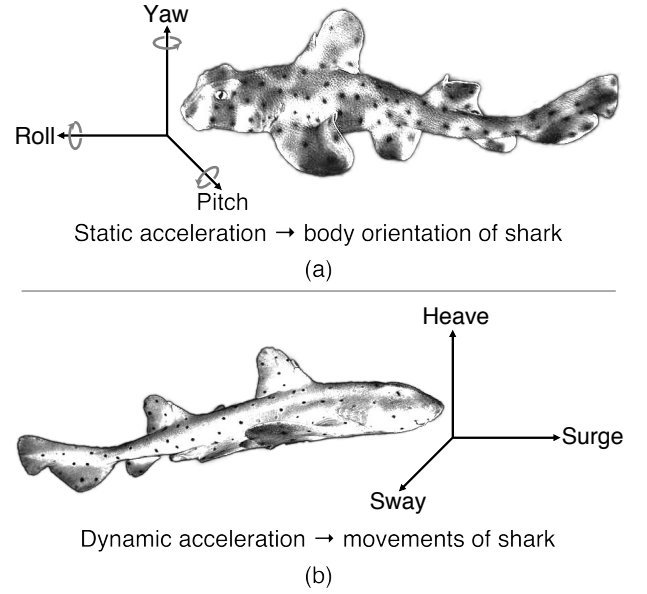 Yaw
Roll
Pitch
Static acceleration → body orientation of shark
(a)
Heave
Surge
Sway
Dynamic acceleration → movements of shark
(b)